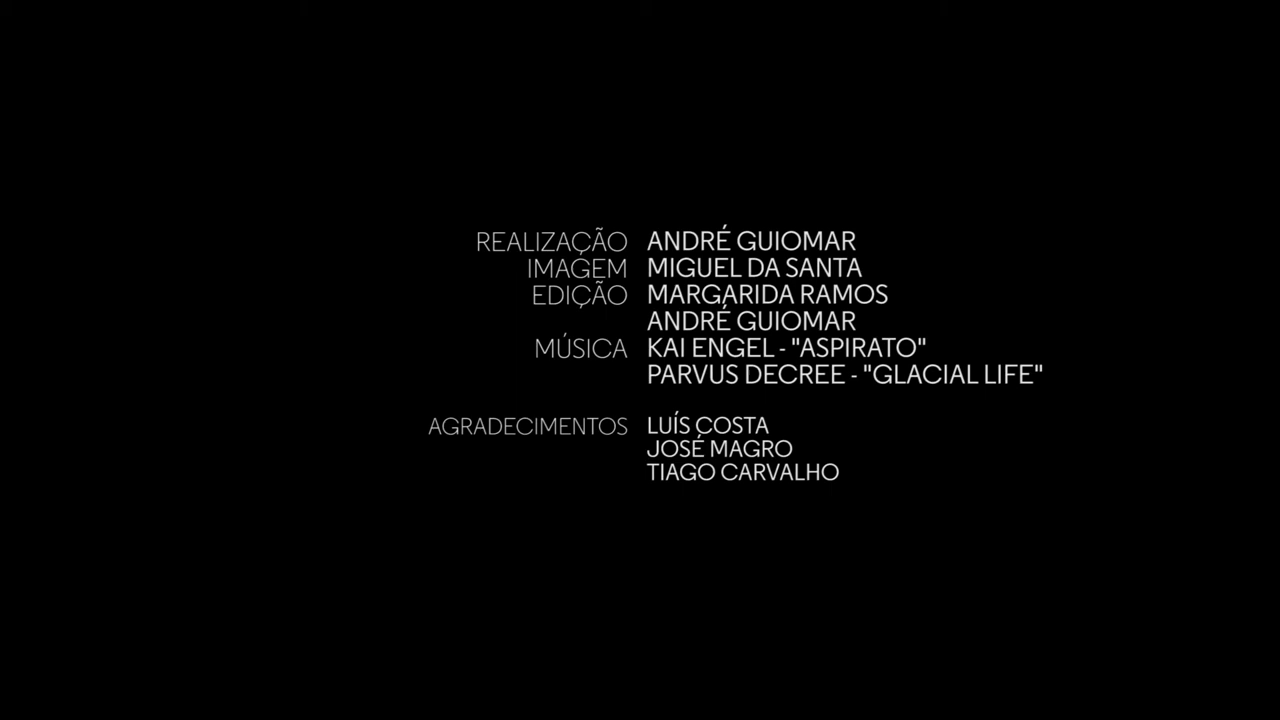 REALIZAÇÃO ANDRÉ GUIOMAR
IMAGEM MIGUEL DA SANTA
EDIÇÃO MARGARIDA RAMOS
ANDRÉ GUIOMAR
MÚSICA KAI ENGEL - "ASPIRATO"
PARVUS DECREE - "GLACIAL LIFE"
AGRADECIMENTOS LUÍS COSTA
JOSÉ MAGRO
TIAGO CARVALHO